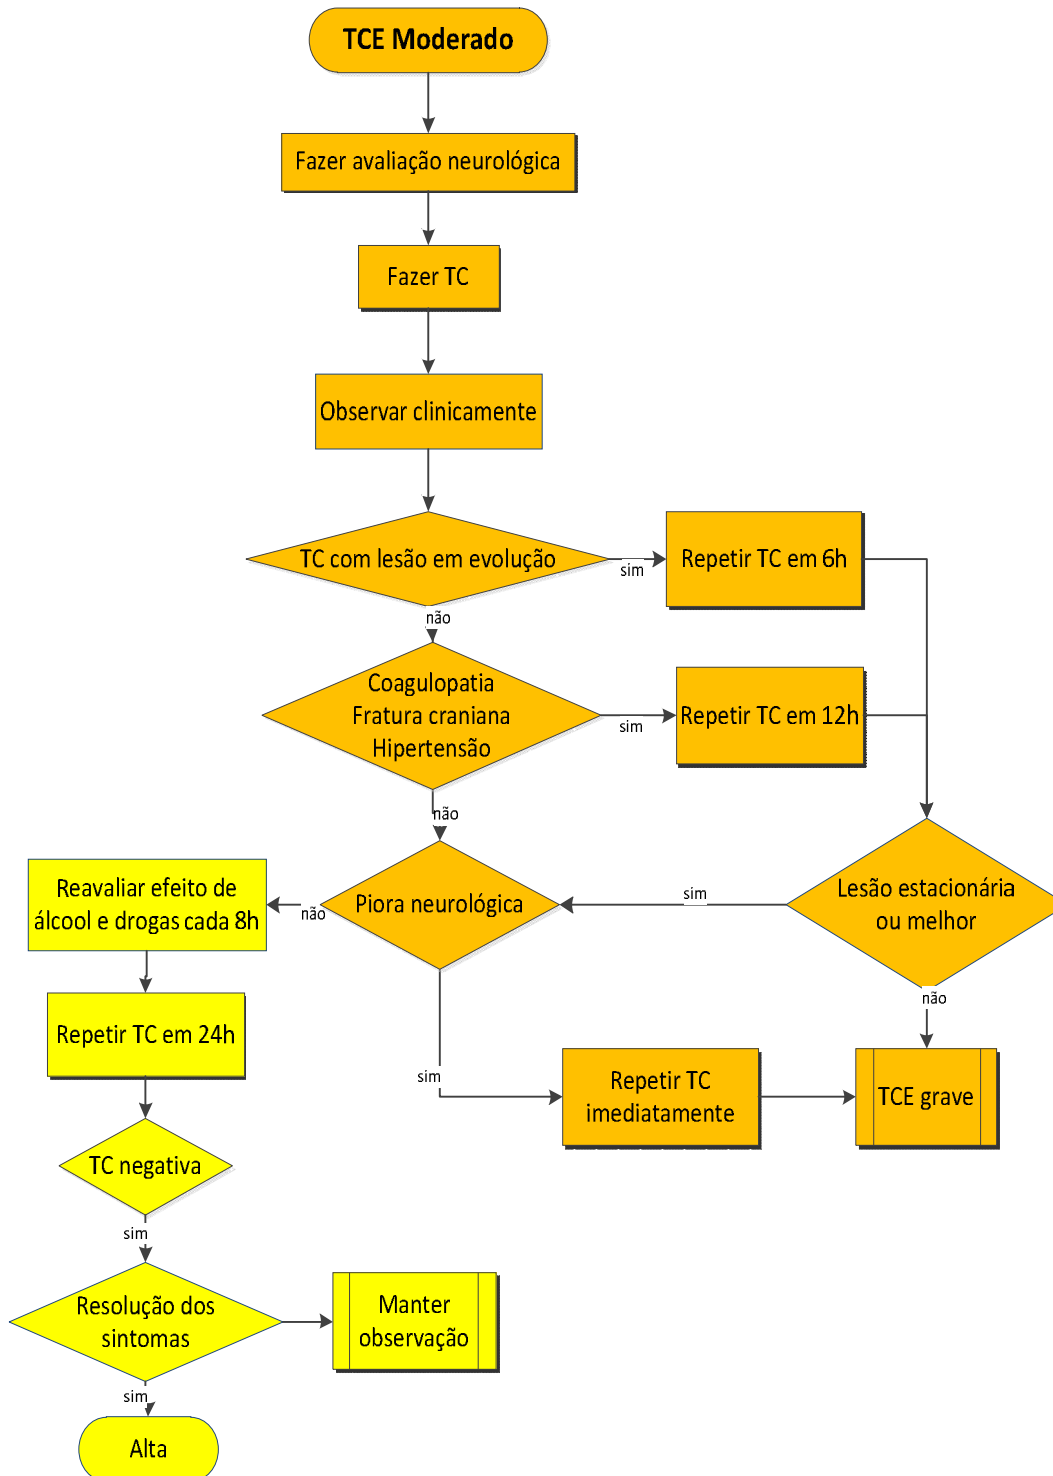 TCE Moderado
Fazer avaliação neurológica
Fazer TC
Observar clinicamente
TC com lesão em evolução
sim
Repetir TC em 6h
não
Coagulopatia
Fratura craniana
Hipertensão
sim
Repetir TC em 12h
não
Piora neurológica
sim
Lesão estacionária
ou melhor
não
Reavaliar efeito de
álcool e drogas cada 8h
não
Repetir TC em 24h
sim
Repetir TC
imediatamente
TCE grave
TC negativa
sim
Resolução dos
sintomas
Manter
observação
sim
Alta